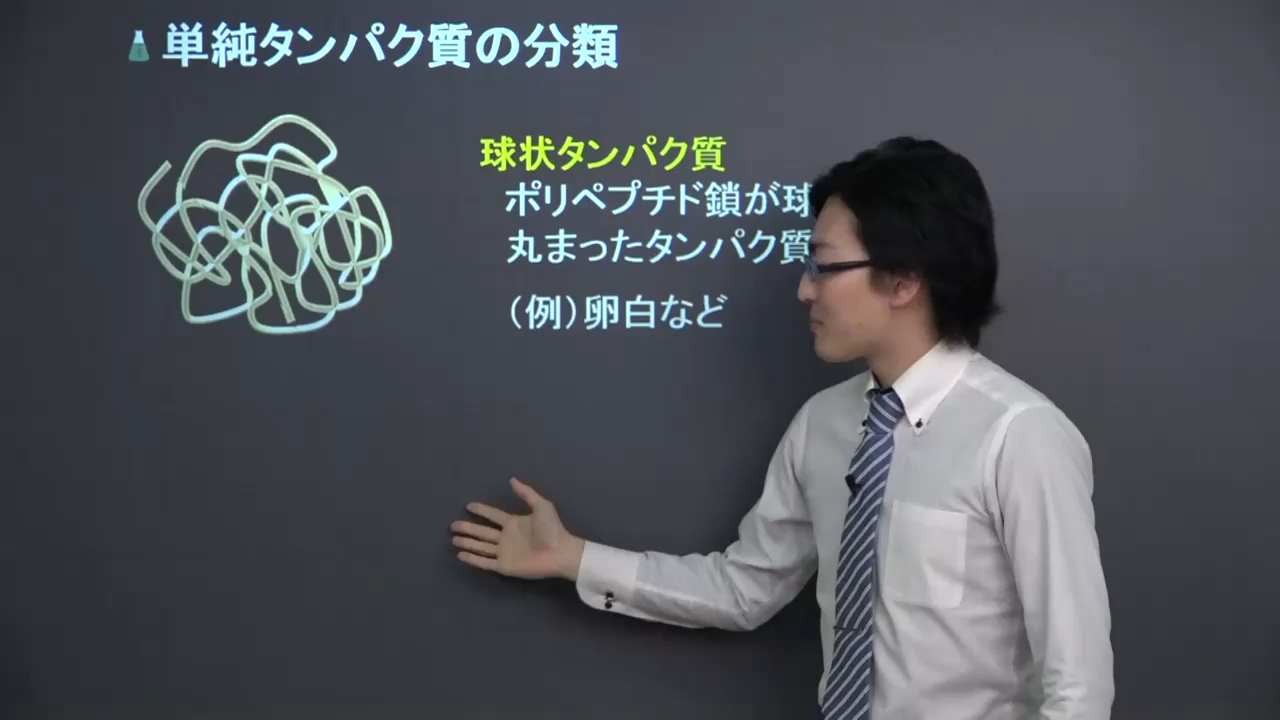 単純タンパク質の分類
球状タンパク質
ポリペプチド鎖が球
丸まったタンパク質
（例）卵白など